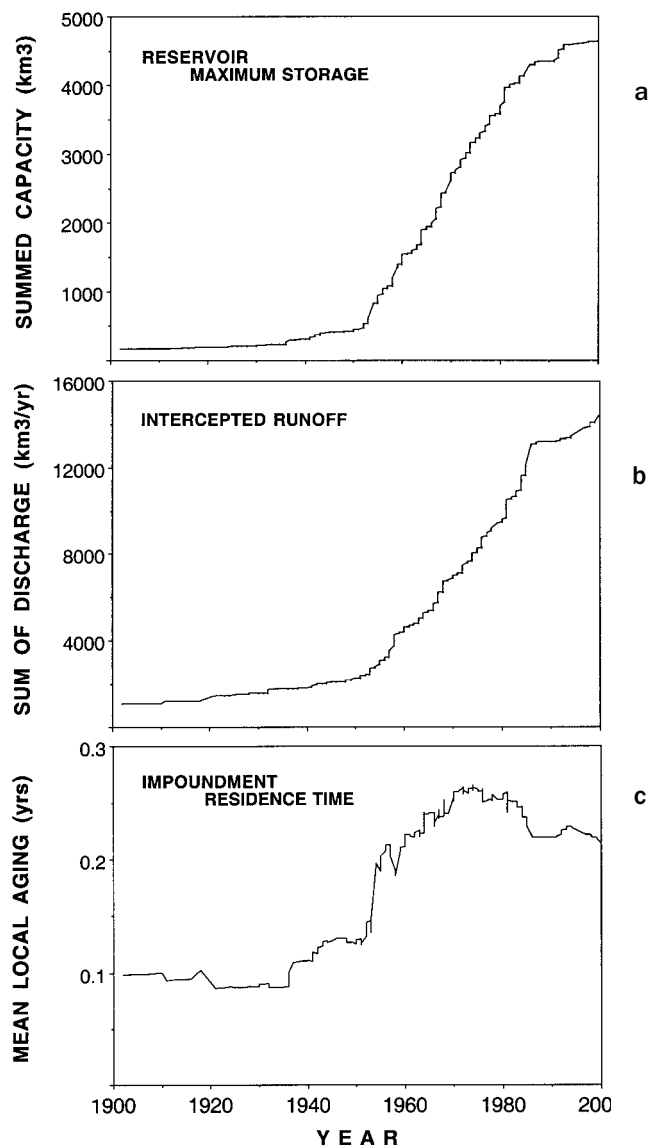 5000
RESERVOIR
MAXIMUM STORAGE
4000
3000
2000
1000
SUMMED CAPACITY (km3)
a
16000
INTERCEPTED RUNOFF
12000
8000
4000
SUM OF DISCHARGE (km3/yr)
b
0.3
IMPOUNDMENT
RESIDENCE TIME
0.2
0.1
MEAN LOCAL AGING (yrs)
c
1900 1920 1940 1960 1980 2000
YEAR